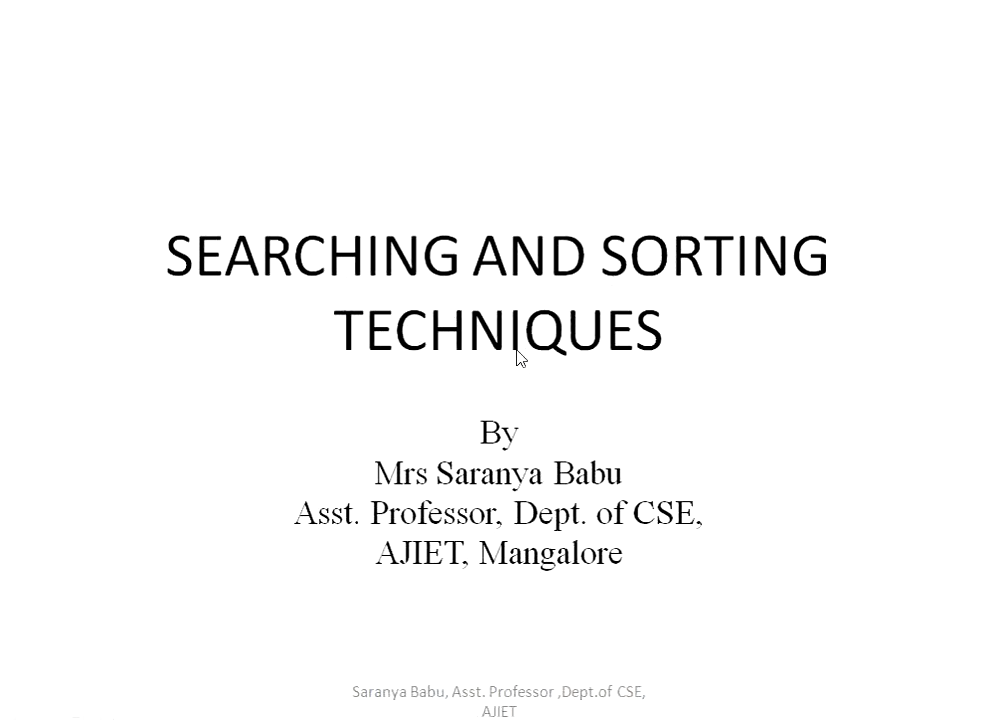 SEARCHING AND SORTING
TECHNIQUES
By
Mrs Saranya Babu
Asst. Professor, Dept. of CSE,
AJIET, Mangalore
Saranya Babu, Asst. Professor ,Dept.of CSE,
AJIET